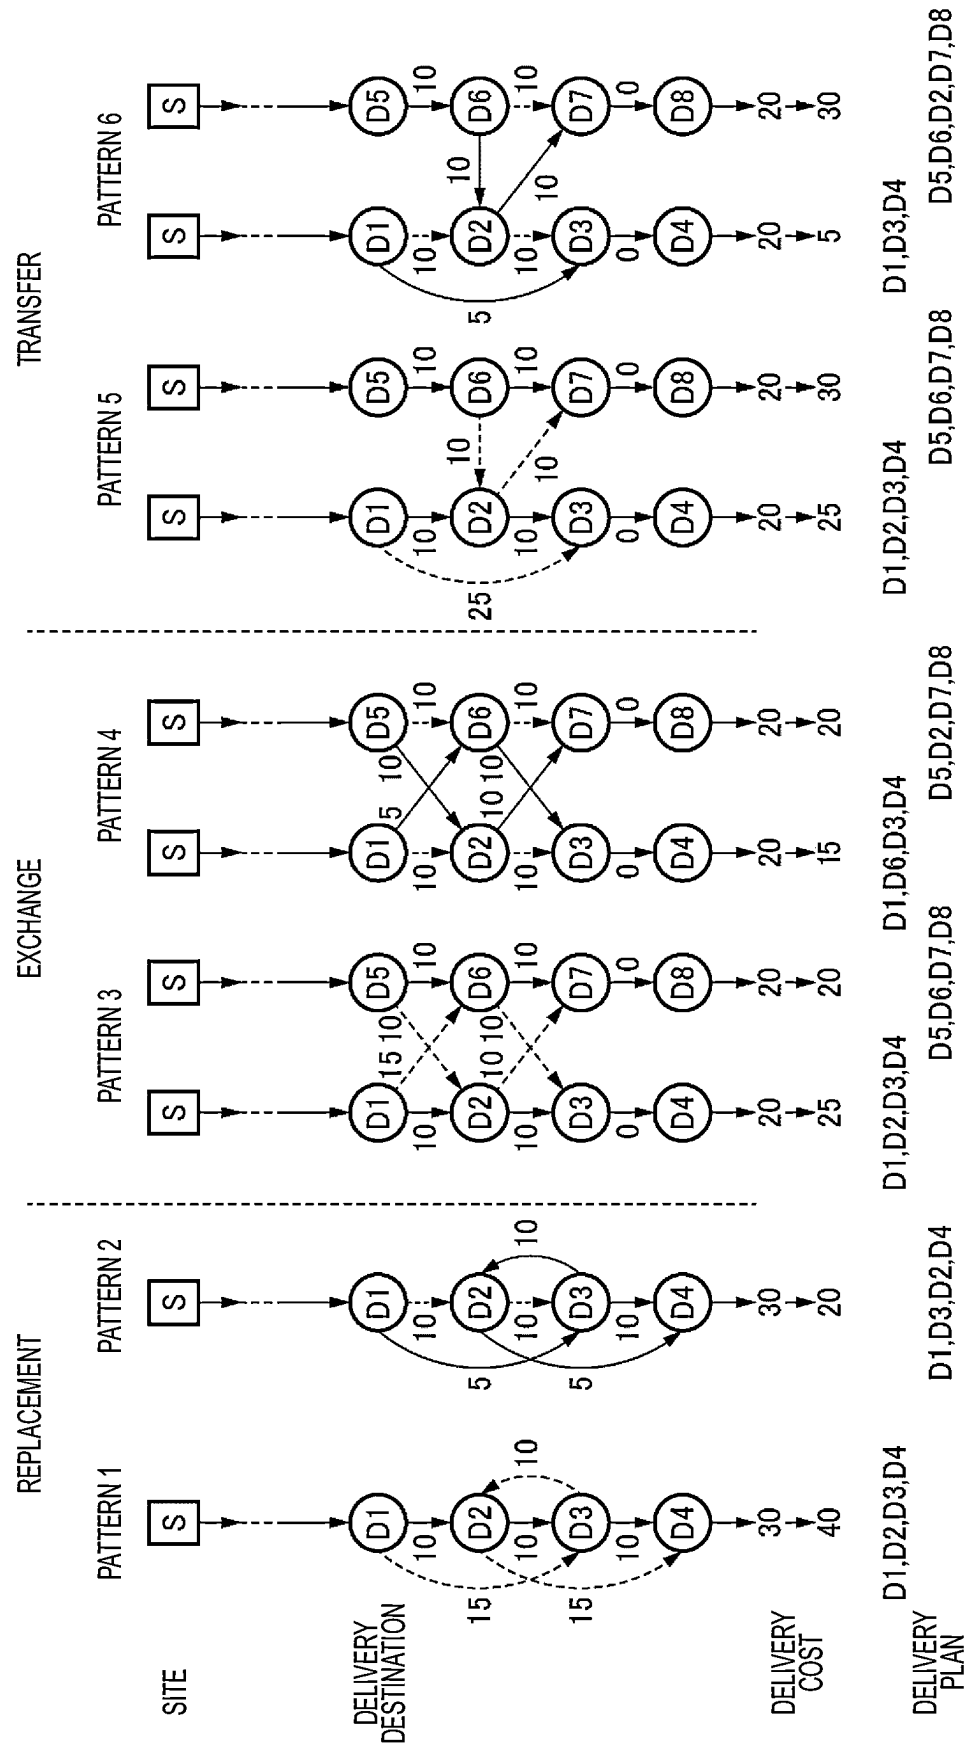 REPLACEMENT EXCHANGE TRANSFER
PATTERN 1 PATTERN 2 PATTERN 3 PATTERN 4 PATTERN 5 PATTERN 6
SITE S S S S S S S S S S
DELIVERY DESTINATION D1 D1 D1 D5 D1 D5 D1 D5 D1 D5
15 10 5 10
10 10 10 10 10 10 10 10 10 10
10 10
15 D2 5 D2 D2 10 10 D6 D2 10 10 D6 25 D2 D6 5 D2 D6
10 10 10 10 10 10 10 10 10 10 10 10
10 10
15 D3 5 D3 D3 D7 D3 D7 D3 D7 D3 D7
10 10 0 0 0 0 0 0 0 0
D4 D4 D4 D8 D4 D8 D4 D8 D4 D8
DELIVERY COST 30 30 20 20 20 20 20 20 20 20
40 20 25 20 15 20 25 30 5 30
DELIVERY PLAN
D1,D2,D3,D4 D1,D2,D3,D4 D1,D6,D3,D4 D1,D2,D3,D4 D1,D3,D4
D1,D3,D2,D4 D5,D6,D7,D8 D5,D2,D7,D8 D5,D6,D7,D8 D5,D6,D2,D7,D8